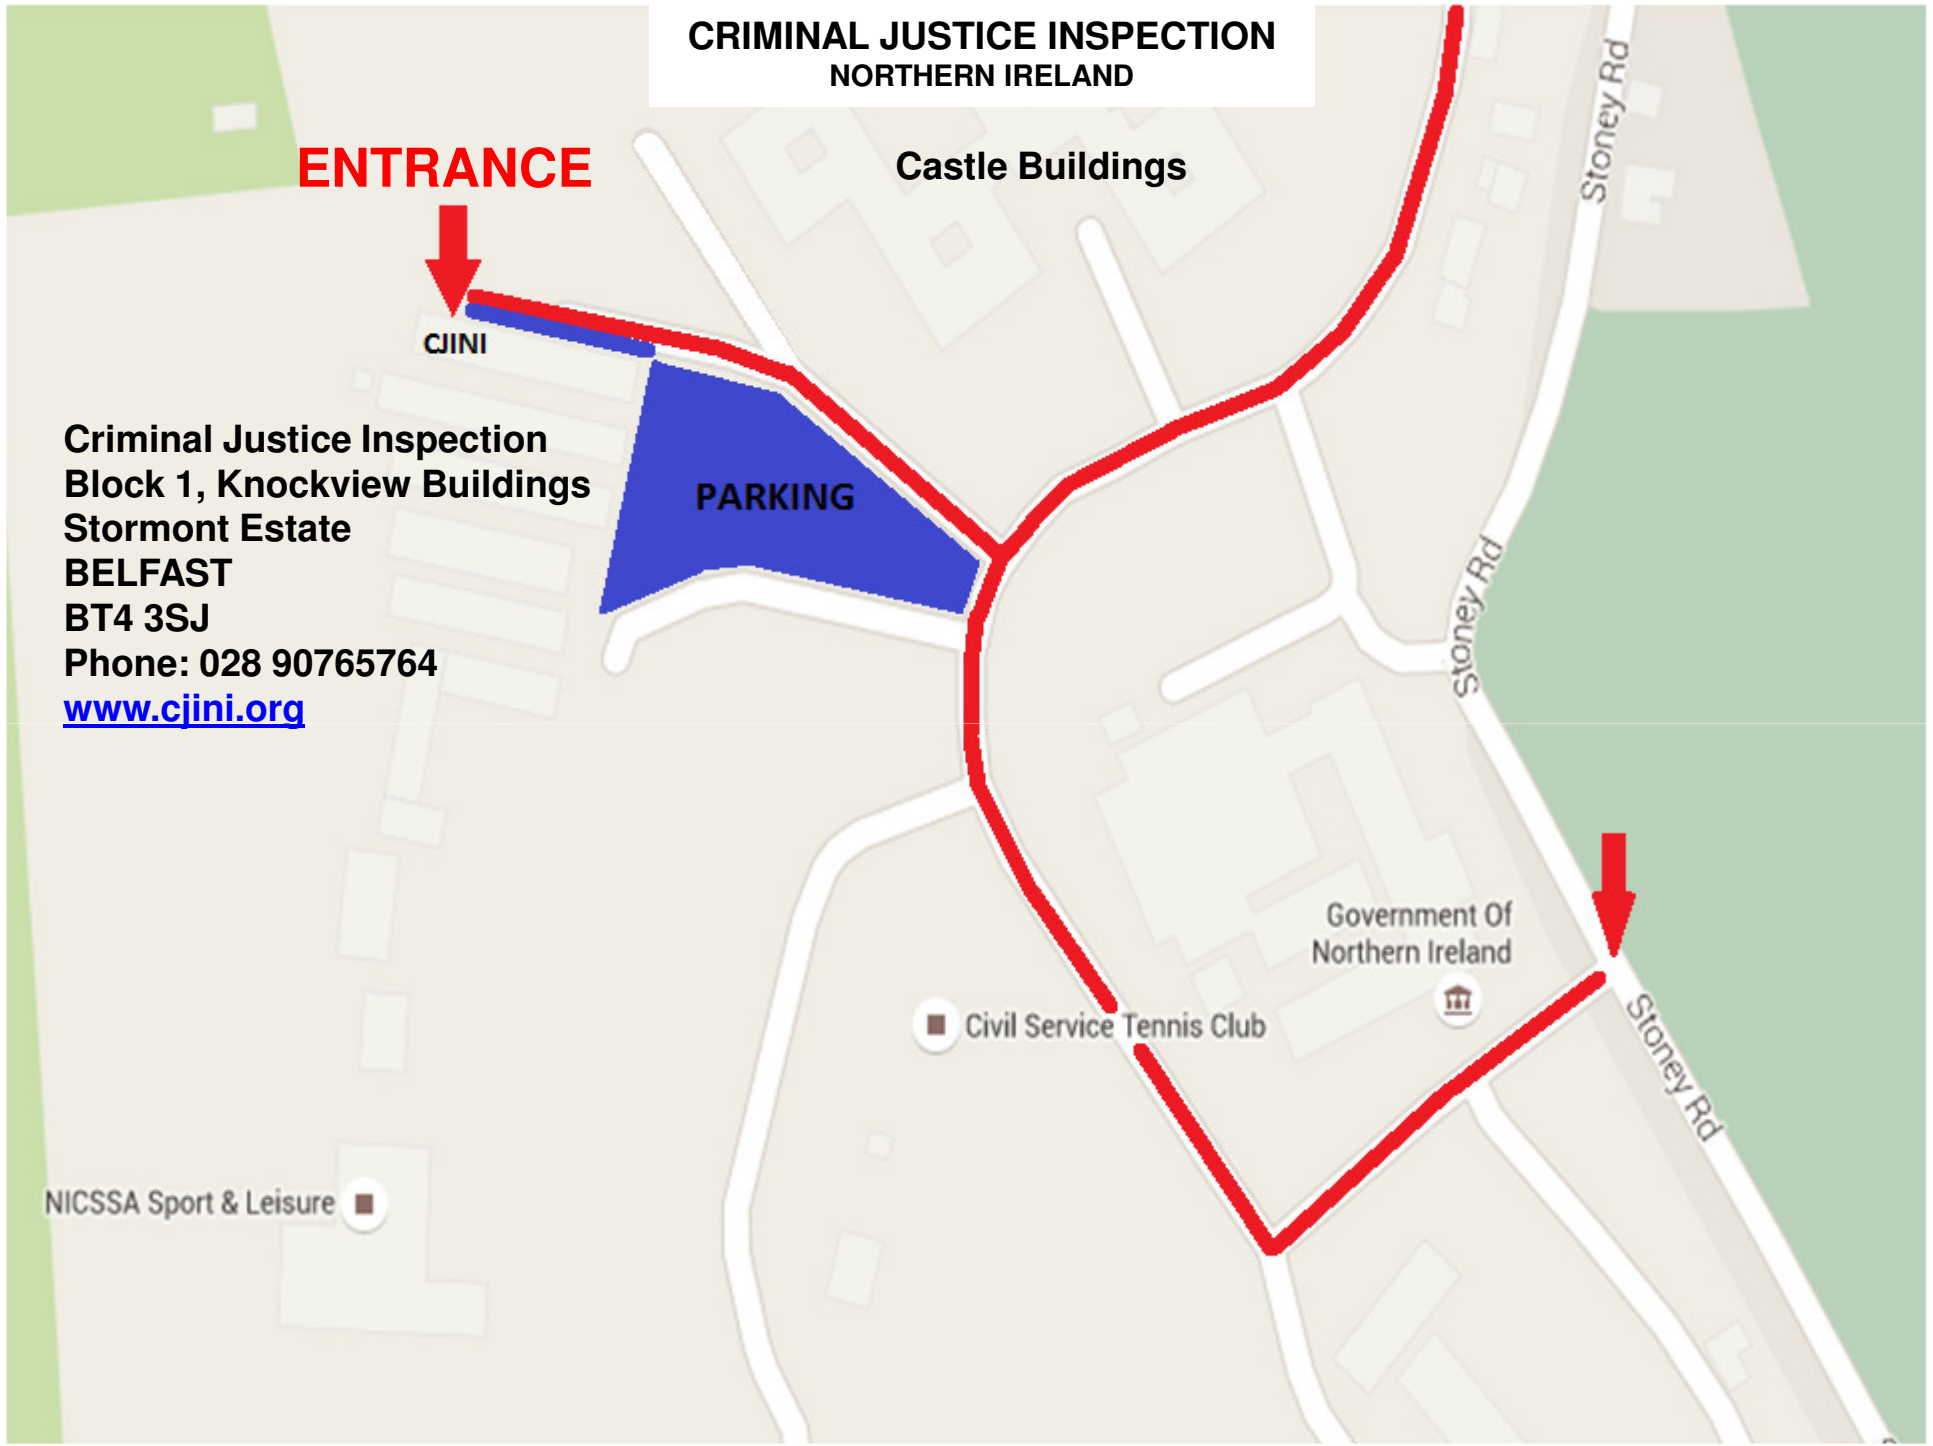 CRIMINAL JUSTICE INSPECTION
NORTHERN IRELAND
Castle Buildings
ENTRANCE
CJINI
Criminal Justice Inspection
Block 1, Knockview Buildings
Stormont Estate
BELFAST
BT4 3SJ
Phone: 028 90765764
www.cjini.org
PARKING
Stoney Rd
Stoney Rd
Government Of
Northern Ireland
Stoney Rd
Civil Service Tennis Club
NICSSA Sport & Leisure